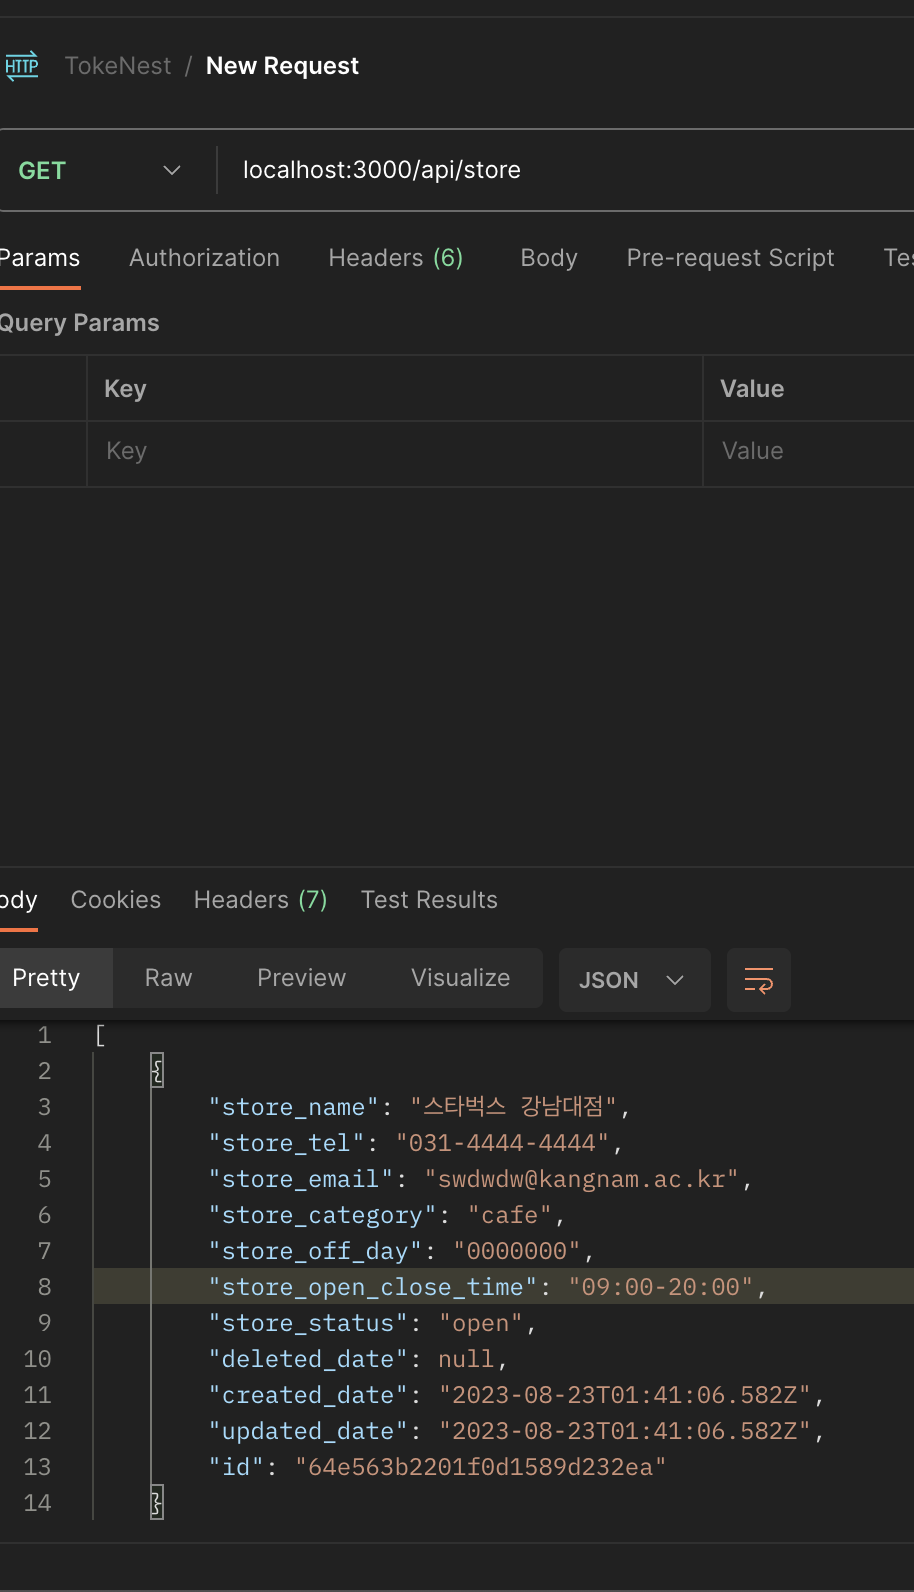 HTTP TokeNest / New Request
GET localhost:3000/api/store
Params Authorization Headers (6) Body Pre-request Script Tes
Query Params
Key Value
Key Value
ody Cookies Headers (7) Test Results
Pretty Raw Preview Visualize JSON
1 [
2 {
3 "store_name": "스타벅스 강남대점",
4 "store_tel": "031-4444-4444",
5 "store_email": "swdwdw@kangnam.ac.kr",
6 "store_category": "cafe",
7 "store_off_day": "0000000",
8 "store_open_close_time": "09:00-20:00",
9 "store_status": "open",
10 "deleted_date": null,
11 "created_date": "2023-08-23T01:41:06.582Z",
12 "updated_date": "2023-08-23T01:41:06.582Z",
13 "id": "64e563b2201f0d1589d232ea"
14 }